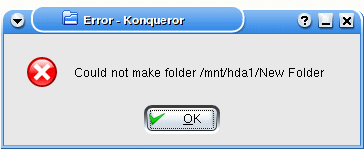 Error - Konqueror
Could not make folder /mnt/hda1/New Folder
OK